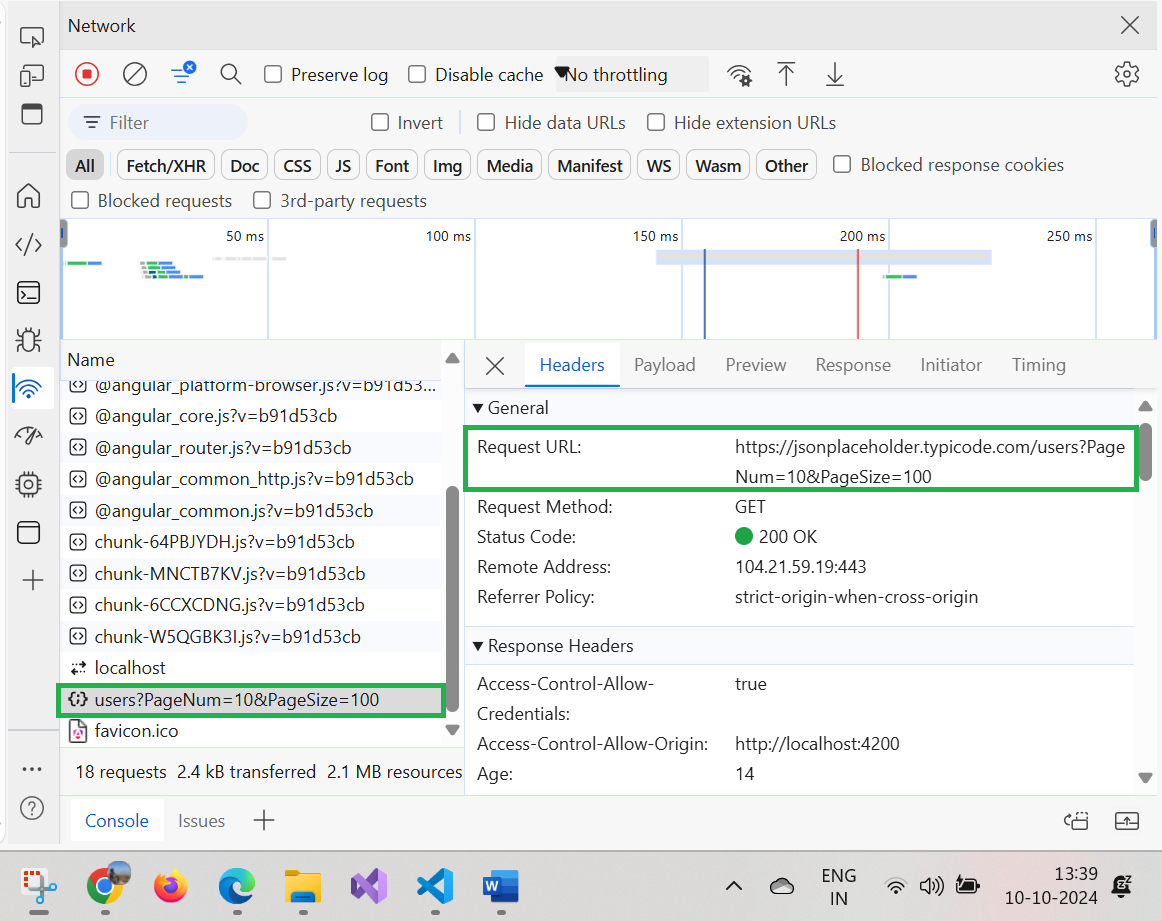 Network
Preserve log Disable cache No throttling
Filter Invert Hide data URLs Hide extension URLs
All Fetch/XHR Doc CSS JS Font Img Media Manifest WS Wasm Other Blocked response cookies
Blocked requests 3rd-party requests
50 ms 100 ms 150 ms 200 ms 250 ms
Name
@angular_platform-browser.js?v=b91d53...
@angular_core.js?v=b91d53cb
@angular_router.js?v=b91d53cb
@angular_common_http.js?v=b91d53cb
@angular_common.js?v=b91d53cb
chunk-64PBJYDH.js?v=b91d53cb
chunk-MNCTB7KV.js?v=b91d53cb
chunk-6CCXCDNG.js?v=b91d53cb
chunk-W5QGBK3I.js?v=b91d53cb
localhost
users?PageNum=10&PageSize=100
favicon.ico
18 requests 2.4 kB transferred 2.1 MB resources
Headers Payload Preview Response Initiator Timing
General
Request URL: https://jsonplaceholder.typicode.com/users?Page
Num=10&PageSize=100
Request Method: GET
Status Code: 200 OK
Remote Address: 104.21.59.19:443
Referrer Policy: strict-origin-when-cross-origin
Response Headers
Access-Control-Allow- true
Credentials:
Access-Control-Allow-Origin: http://localhost:4200
Age: 14
Console Issues
ENG 13:39
IN 10-10-2024